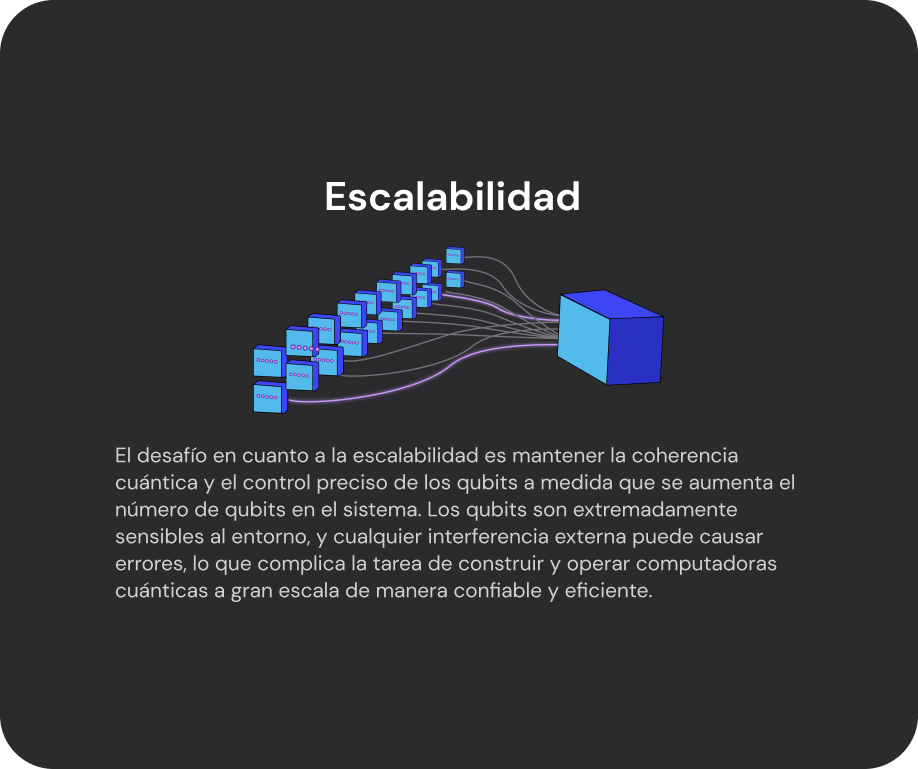 Escalabilidad
El desafío en cuanto a la escalabilidad es mantener la coherencia
cuántica y el control preciso de los qubits a medida que se aumenta el
número de qubits en el sistema. Los qubits son extremadamente
sensibles al entorno, y cualquier interferencia externa puede causar
errores, lo que complica la tarea de construir y operar computadoras
cuánticas a gran escala de manera confiable y eficiente.